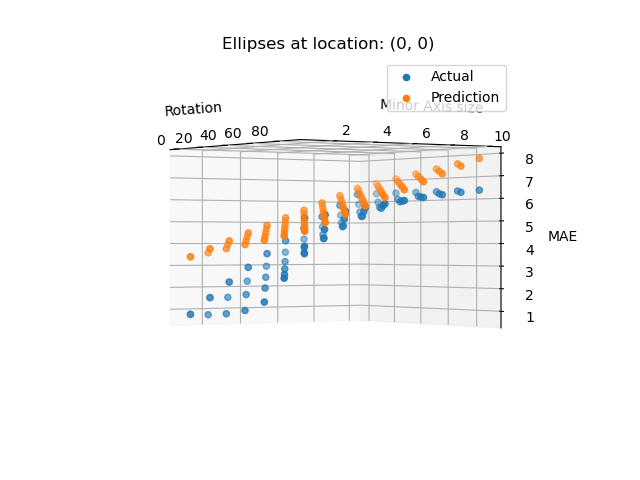 Ellipses at location: (0, 0)
Actual
Prediction
Rotation
Minor Axis size
0 20 40 60 80
2 4 6 8 10
8
7
6
5
4
3
2
1
MAE